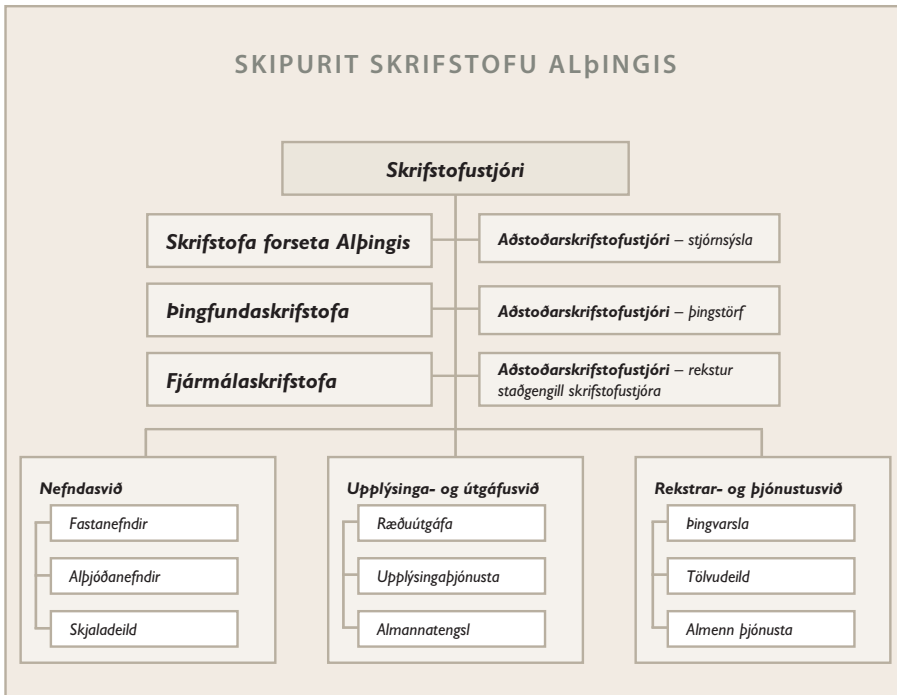 SKIPURIT SKRIFSTOFU ALÞINGIS
Skrifstofustjóri
Skrifstofa forseta Alþingis
Aðstoðarskrifstofustjóri – stjórnsýsla
Þingfundaskrifstofa
Aðstoðarskrifstofustjóri – þingstörf
Fjármálaskrifstofa
Aðstoðarskrifstofustjóri – rekstur
staðgengill skrifstofustjóra
Nefndasvið
Fastanefndir
Alþjóðanefndir
Skjaladeild
Upplýsinga- og útgáfusvið
Ræðuútgáfa
Upplýsingaþjónusta
Almannatengsl
Rekstrar- og þjónustusvið
Þingvarsla
Tölvudeild
Almenn þjónusta